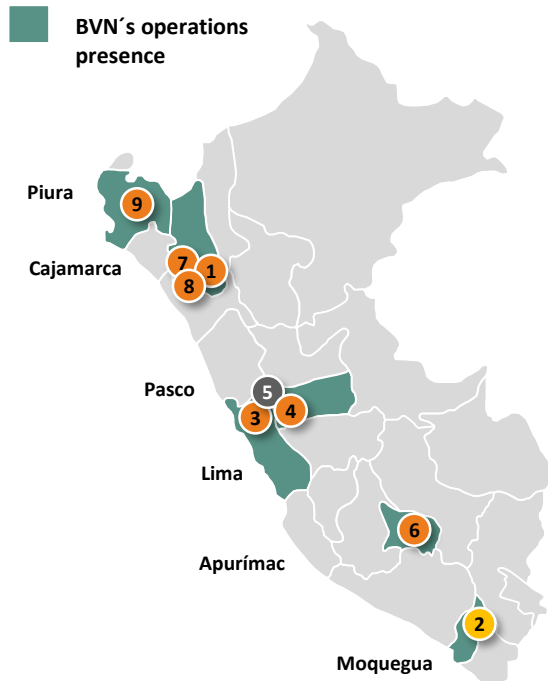 BVN´s operations
presence
Piura
9
Cajamarca
7
1
8
Pasco
5
3
4
Lima
6
Apurímac
2
Moquegua